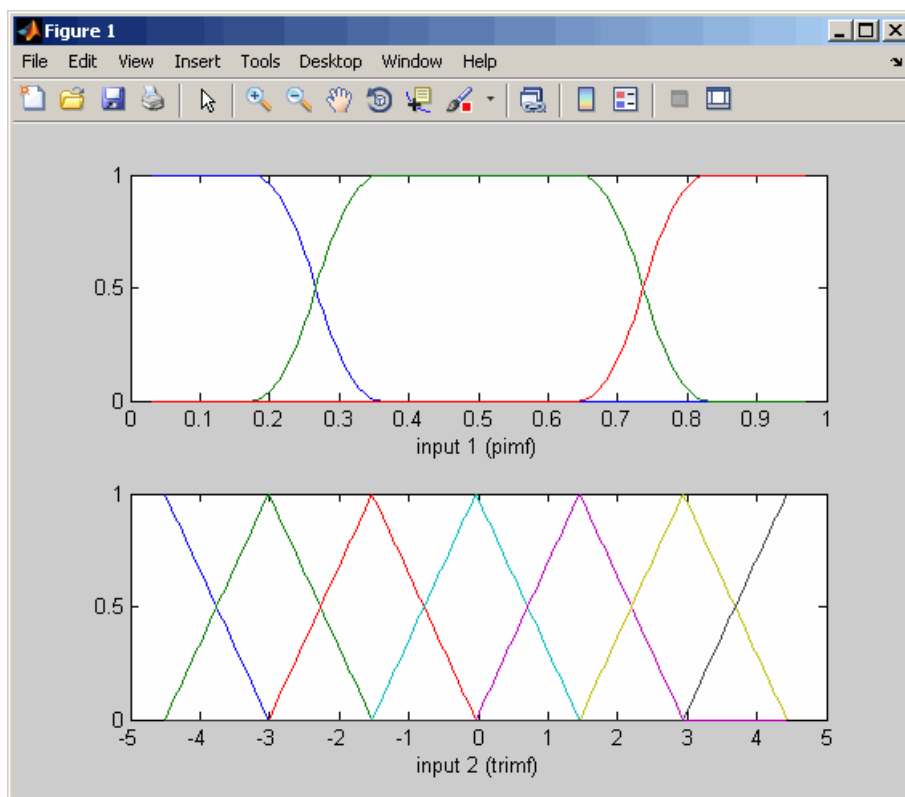 Figure 1
File Edit View Insert Tools Desktop Window Help
1
0.5
0
0 0.1 0.2 0.3 0.4 0.5 0.6 0.7 0.8 0.9 1
input 1 (pimf)
1
0.5
0
-5 -4 -3 -2 -1 0 1 2 3 4 5
input 2 (trimf)